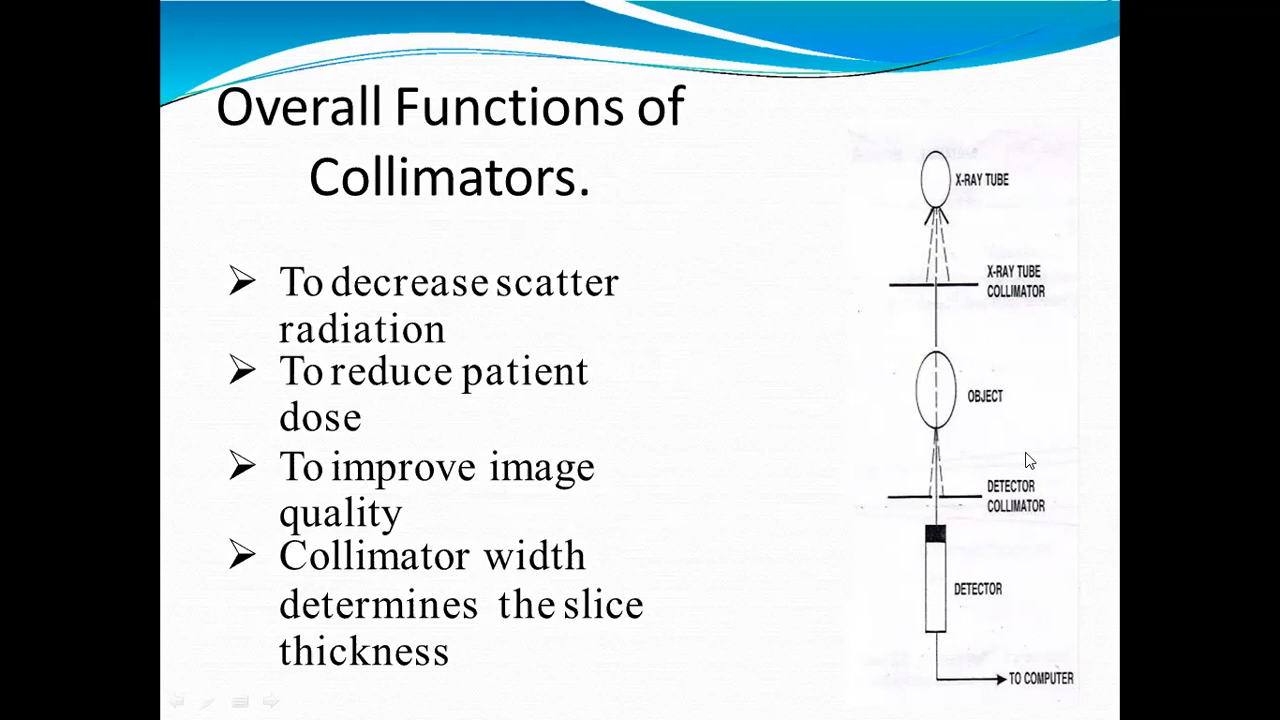 Overall Functions of
Collimators.
To decrease scatter
radiation
To reduce patient
dose
To improve image
quality
Collimator width
determines the slice
thickness
X-RAY TUBE
X-RAY TUBE
COLLIMATOR
OBJECT
DETECTOR
COLLIMATOR
DETECTOR
TO COMPUTER